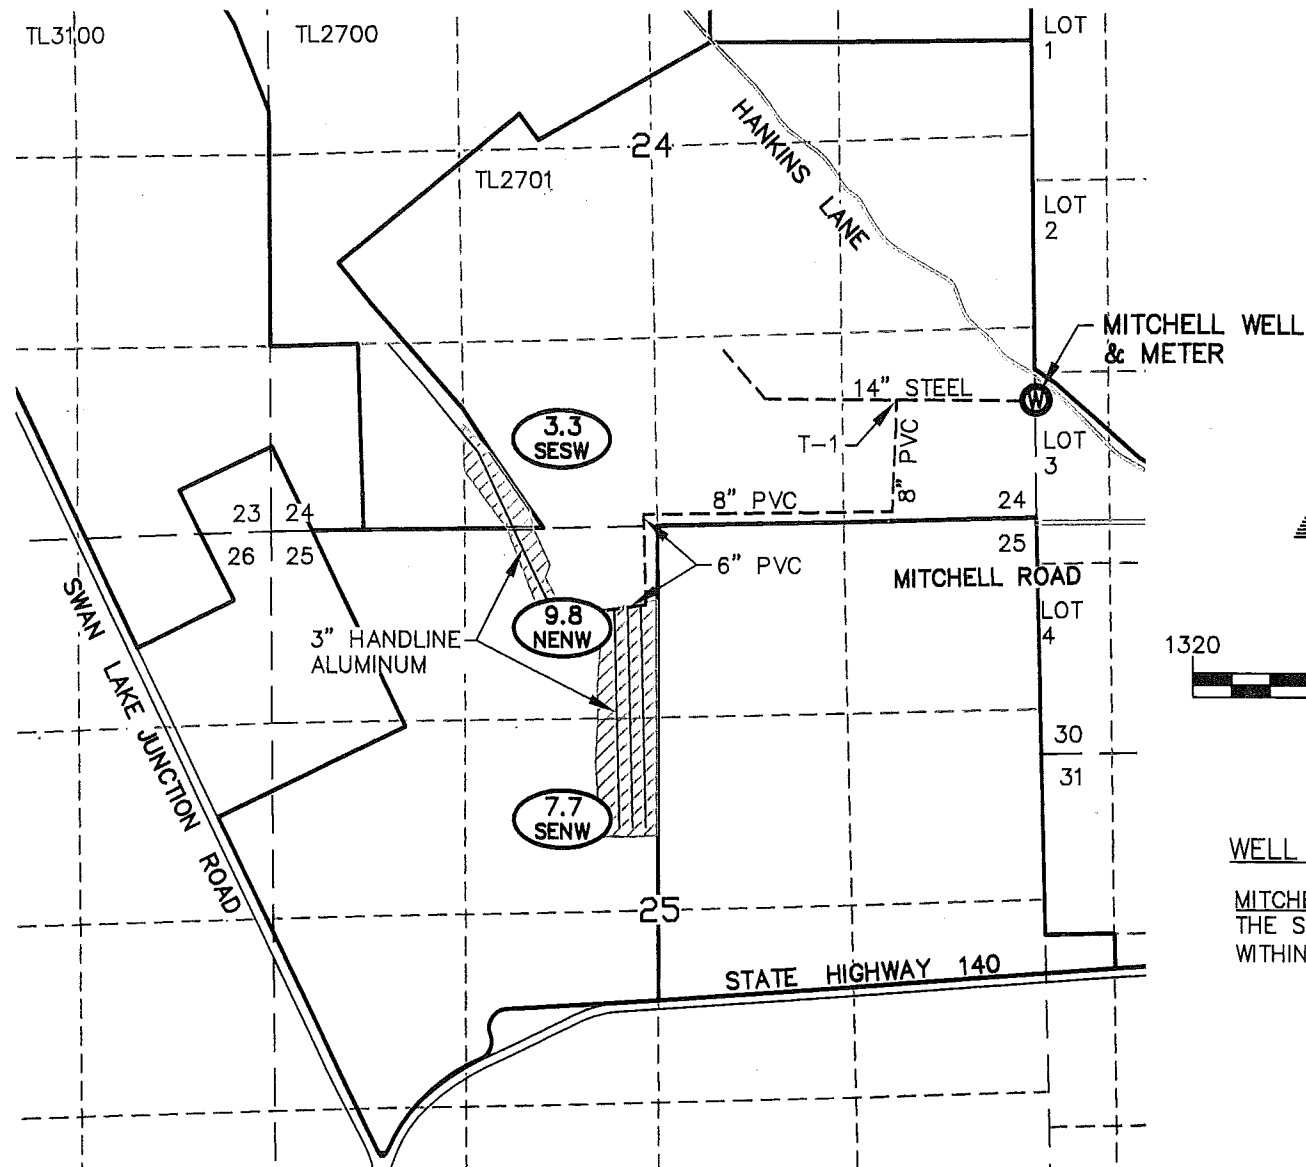 TL3100
TL2700
LOT
1
24
TL2701
HANKINS LANE
LOT
2
MITCHELL WELL
& METER
14" STEEL
W
T-1
8" PVC
LOT
3
3.3
SESW
8" PVC
23 24
26 25
24
25
6" PVC
MITCHELL ROAD
LOT
4
9.8
NENW
3" HANDLINE
ALUMINUM
1320
SWAN LAKE JUNCTION ROAD
30
31
7.7
SENW
WELL
MITCHE
THE S
WITHIN
25
STATE HIGHWAY 140